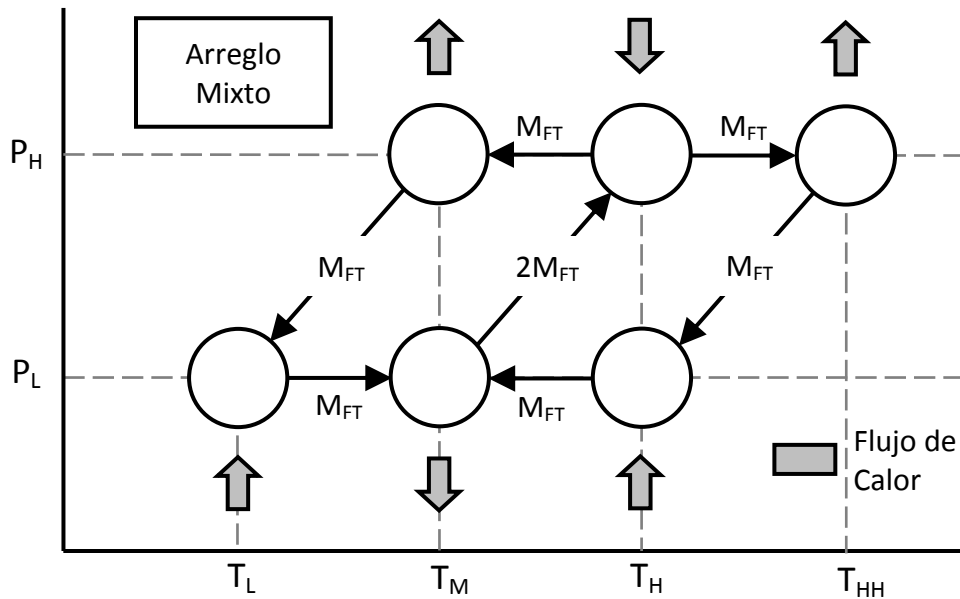 Arreglo
Mixto
P_H
M_FT
M_FT
M_FT
2M_FT
M_FT
P_L
M_FT
M_FT
Flujo de
Calor
T_L
T_M
T_H
T_HH